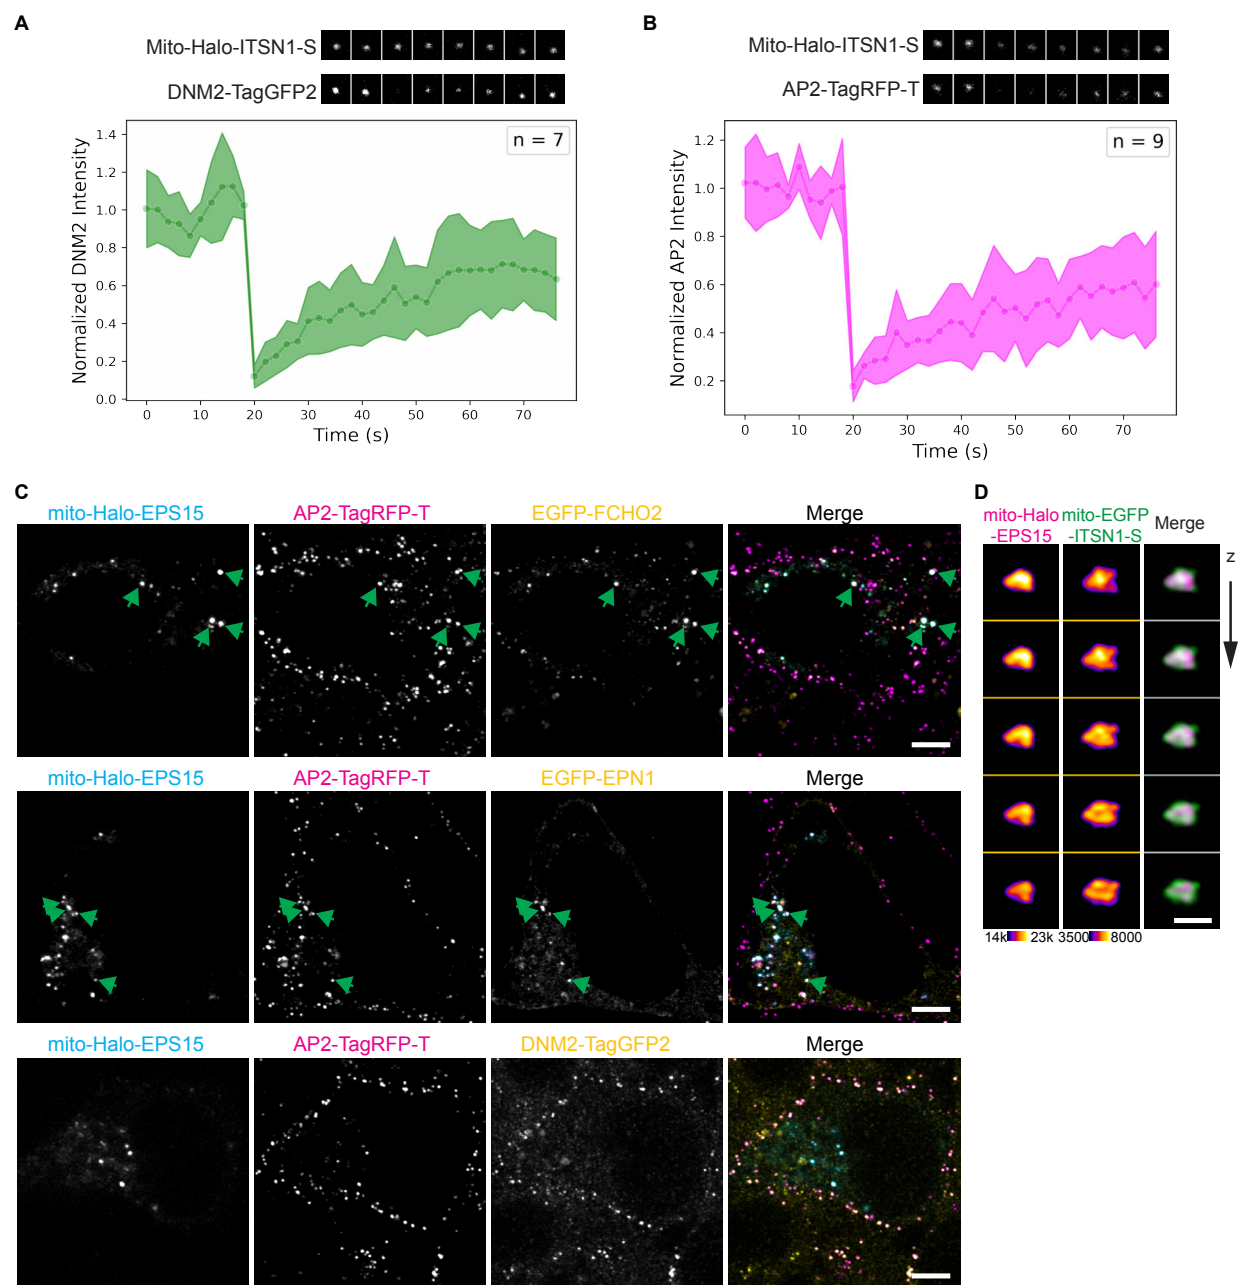 A
Mito-Halo-ITSN1-S
DNM2-TagGFP2
n = 7
Normalized DNM2 Intensity
1.4
1.2
1.0
0.8
0.6
0.4
0.2
0.0
0 10 20 30 40 50 60 70
Time (s)
B
Mito-Halo-ITSN1-S
AP2-TagRFP-T
n = 9
Normalized AP2 Intensity
1.2
1.0
0.8
0.6
0.4
0.2
0 10 20 30 40 50 60 70
Time (s)
C
mito-Halo-EPS15 AP2-TagRFP-T EGFP-FCHO2 Merge
mito-Halo-EPS15 AP2-TagRFP-T EGFP-EPN1 Merge
mito-Halo-EPS15 AP2-TagRFP-T DNM2-TagGFP2 Merge
D
mito-Halo
-EPS15
mito-EGFP
-ITSN1-S
Merge
z
14k 23k 3500 8000